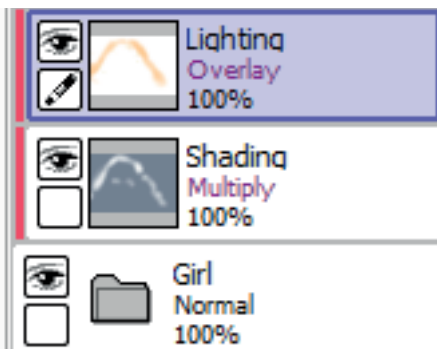 Lighting
Overlay
100%
Shading
Multiply
100%
Girl
Normal
100%